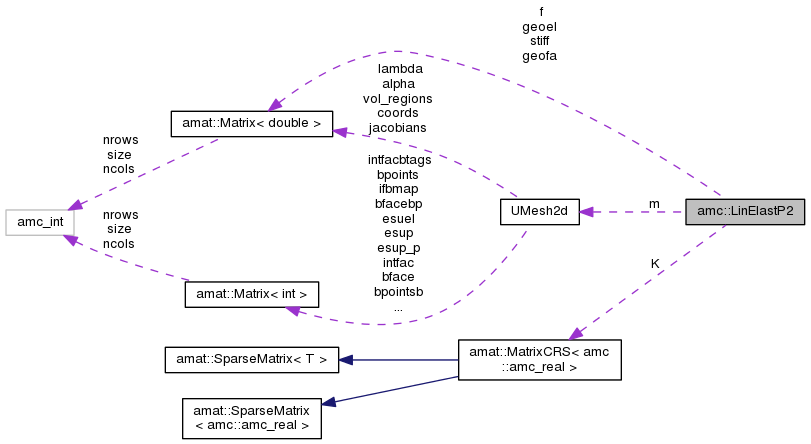 f
geoel
stiff
geofa
lambda
alpha
vol_regions
coords
jacobians
amat::Matrix< double >
nrows
size
ncols
intfacbtags
bpoints
ifbmap
bfacebp
esuel
esup
esup_p
intfac
bface
bpointsb
...
amc_int
nrows
size
ncols
UMesh2d
m
amc::LinElastP2
K
amat::Matrix< int >
amat::SparseMatrix< T >
amat::MatrixCRS< amc
::amc_real >
amat::SparseMatrix
< amc::amc_real >